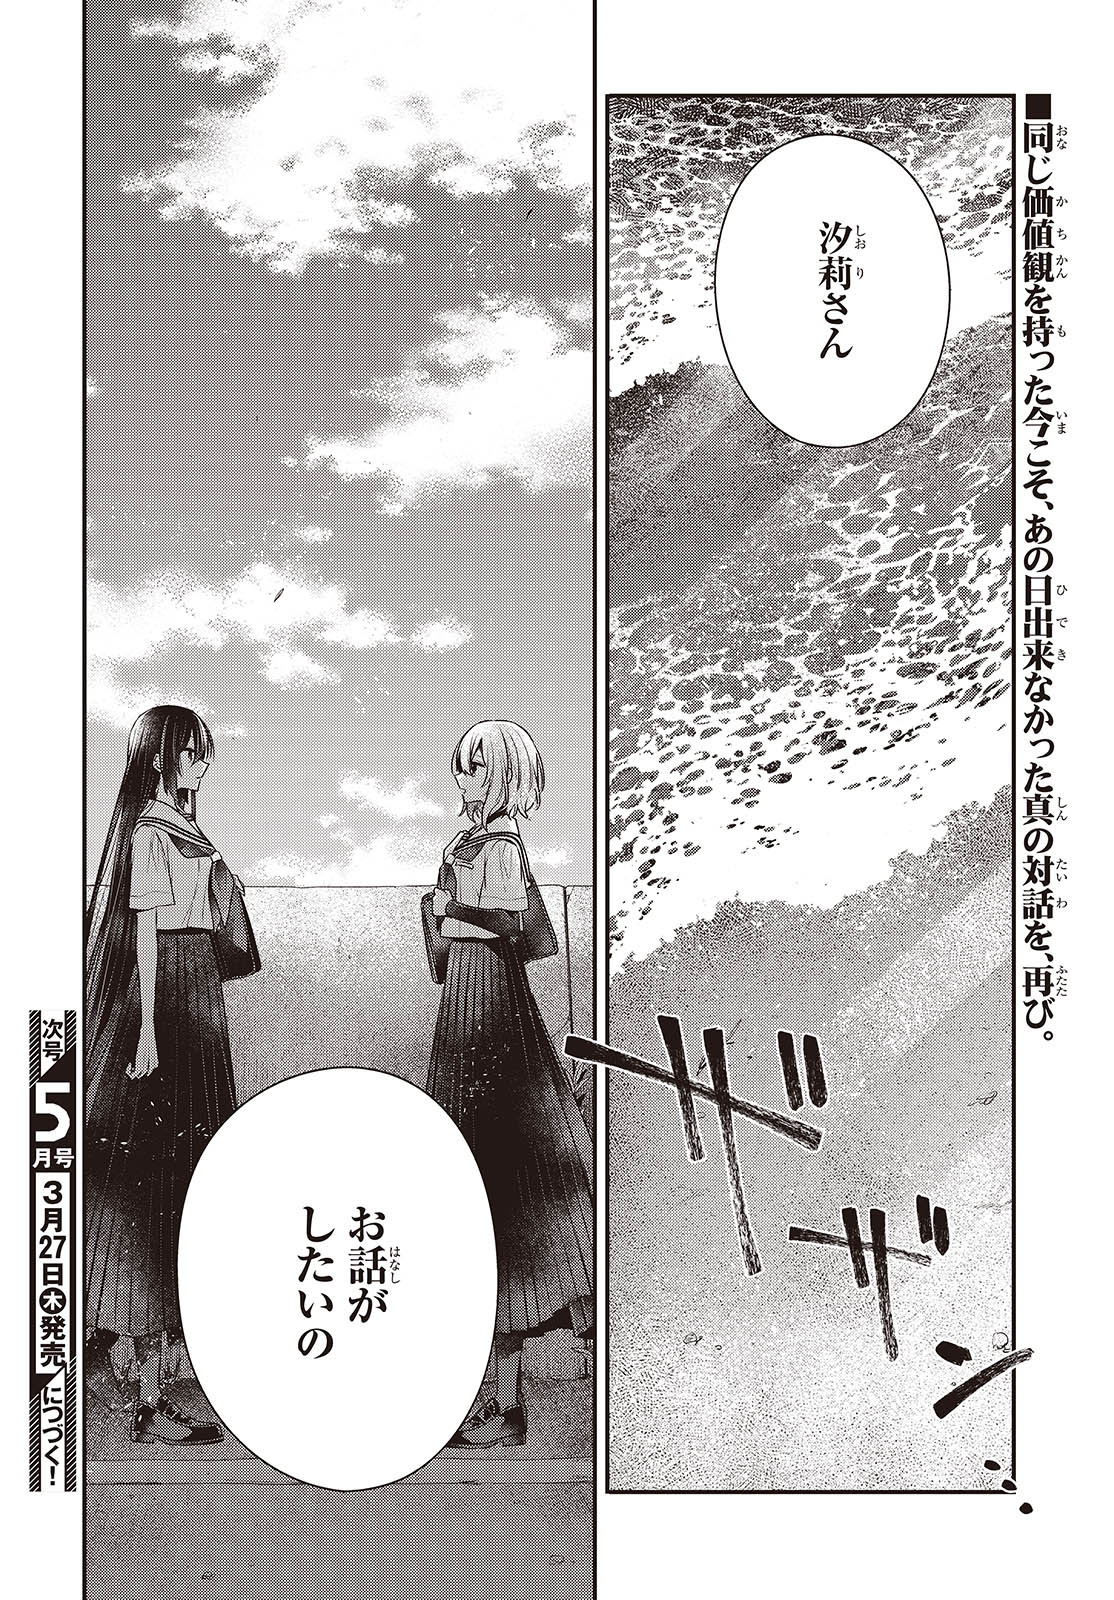 ■同じ価値観を持った今こそ、あの日出来なかった真の対話を、再び。
汐莉さん
ザザ…ン
お話が
したいの
次号5月号3月27日㊍発売につづく！